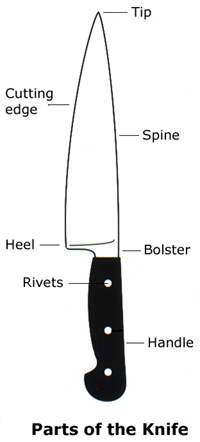 Tip
Cutting
edge
Spine
Heel
Bolster
Rivets
Handle
Parts of the Knife